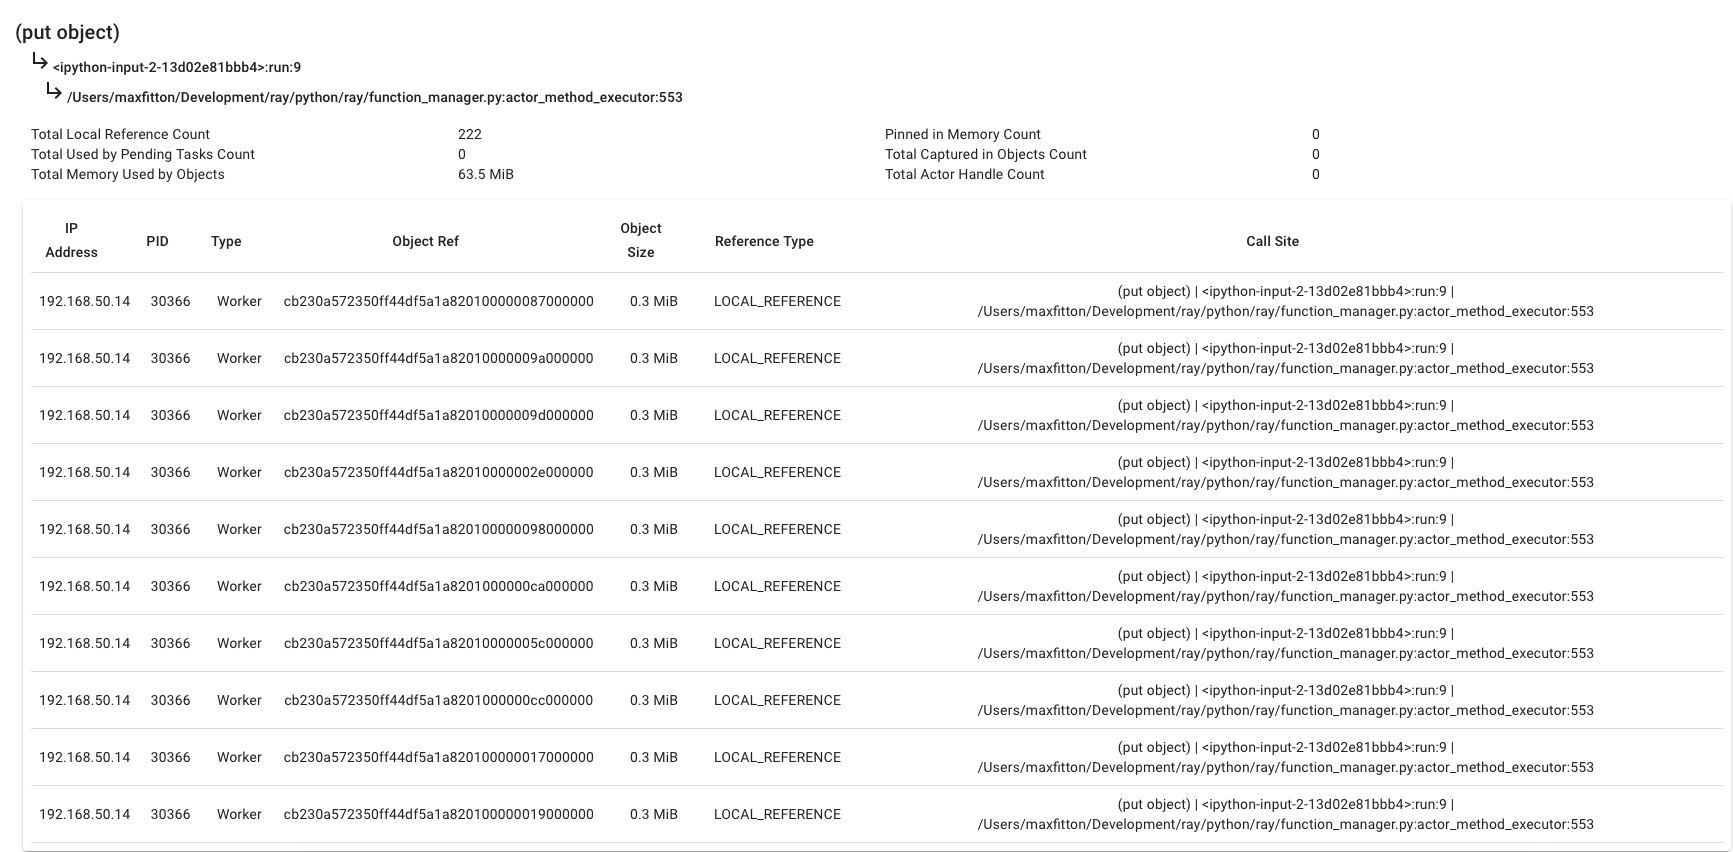 (put object)
<ipython-input-2-13d02e81bbb4>:run:9
/Users/maxfitton/Development/ray/python/ray/function_manager.py:actor_method_executor:553
Total Local Reference Count 222 Pinned in Memory Count 0
Total Used by Pending Tasks Count 0 Total Captured in Objects Count 0
Total Memory Used by Objects 63.5 MiB Total Actor Handle Count 0
IP Address PID Type Object Ref Object Size Reference Type Call Site
192.168.50.14 30366 Worker cb230a572350ff44df5a1a820100000087000000 0.3 MiB LOCAL_REFERENCE (put object) | <ipython-input-2-13d02e81bbb4>:run:9 |
/Users/maxfitton/Development/ray/python/ray/function_manager.py:actor_method_executor:553
192.168.50.14 30366 Worker cb230a572350ff44df5a1a82010000009a000000 0.3 MiB LOCAL_REFERENCE (put object) | <ipython-input-2-13d02e81bbb4>:run:9 |
/Users/maxfitton/Development/ray/python/ray/function_manager.py:actor_method_executor:553
192.168.50.14 30366 Worker cb230a572350ff44df5a1a82010000009d000000 0.3 MiB LOCAL_REFERENCE (put object) | <ipython-input-2-13d02e81bbb4>:run:9 |
/Users/maxfitton/Development/ray/python/ray/function_manager.py:actor_method_executor:553
192.168.50.14 30366 Worker cb230a572350ff44df5a1a82010000002e000000 0.3 MiB LOCAL_REFERENCE (put object) | <ipython-input-2-13d02e81bbb4>:run:9 |
/Users/maxfitton/Development/ray/python/ray/function_manager.py:actor_method_executor:553
192.168.50.14 30366 Worker cb230a572350ff44df5a1a820100000098000000 0.3 MiB LOCAL_REFERENCE (put object) | <ipython-input-2-13d02e81bbb4>:run:9 |
/Users/maxfitton/Development/ray/python/ray/function_manager.py:actor_method_executor:553
192.168.50.14 30366 Worker cb230a572350ff44df5a1a8201000000ca000000 0.3 MiB LOCAL_REFERENCE (put object) | <ipython-input-2-13d02e81bbb4>:run:9 |
/Users/maxfitton/Development/ray/python/ray/function_manager.py:actor_method_executor:553
192.168.50.14 30366 Worker cb230a572350ff44df5a1a82010000005c000000 0.3 MiB LOCAL_REFERENCE (put object) | <ipython-input-2-13d02e81bbb4>:run:9 |
/Users/maxfitton/Development/ray/python/ray/function_manager.py:actor_method_executor:553
192.168.50.14 30366 Worker cb230a572350ff44df5a1a8201000000cc000000 0.3 MiB LOCAL_REFERENCE (put object) | <ipython-input-2-13d02e81bbb4>:run:9 |
/Users/maxfitton/Development/ray/python/ray/function_manager.py:actor_method_executor:553
192.168.50.14 30366 Worker cb230a572350ff44df5a1a820100000017000000 0.3 MiB LOCAL_REFERENCE (put object) | <ipython-input-2-13d02e81bbb4>:run:9 |
/Users/maxfitton/Development/ray/python/ray/function_manager.py:actor_method_executor:553
192.168.50.14 30366 Worker cb230a572350ff44df5a1a820100000019000000 0.3 MiB LOCAL_REFERENCE (put object) | <ipython-input-2-13d02e81bbb4>:run:9 |
/Users/maxfitton/Development/ray/python/ray/function_manager.py:actor_method_executor:553